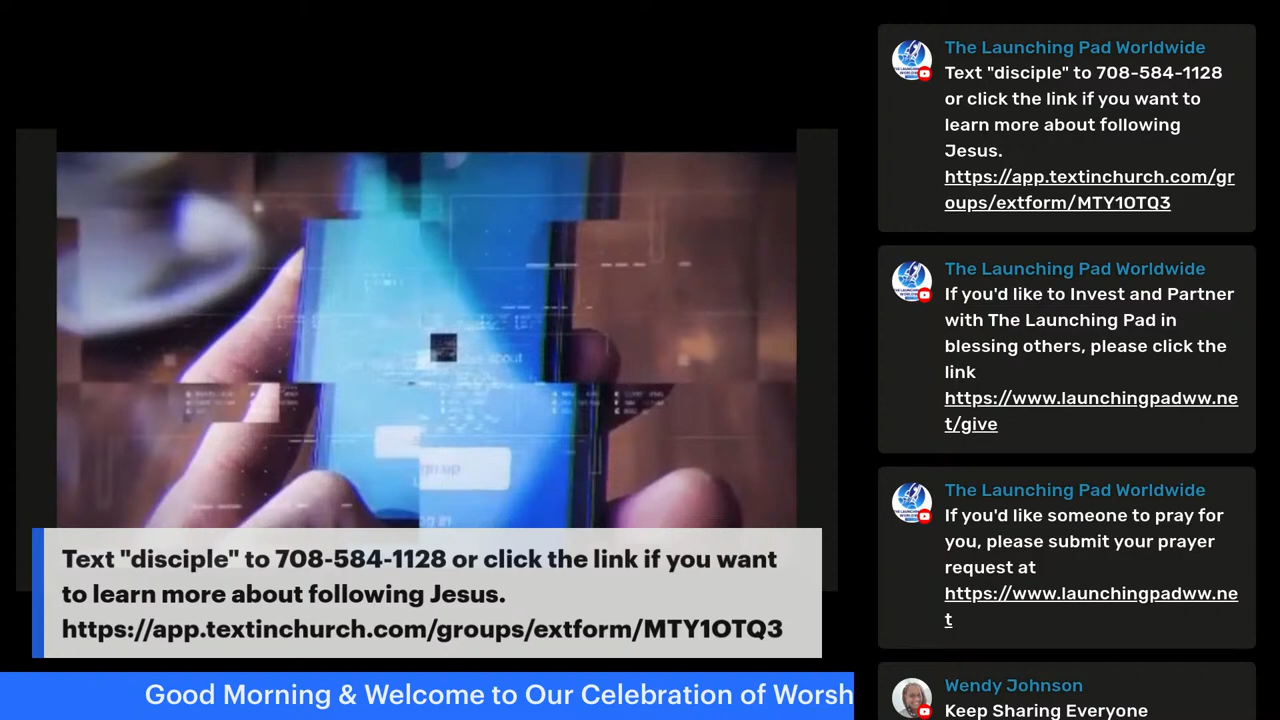 The Launching Pad Worldwide
Text "disciple" to 708-584-1128
or click the link if you want to
learn more about following
Jesus.
https://app.textinchurch.com/gr
oups/extform/MTY1OTQ3
The Launching Pad Worldwide
If you'd like to Invest and Partner
with The Launching Pad in
blessing others, please click the
link
https://www.launchingpadww.ne
t/give
The Launching Pad Worldwide
If you'd like someone to pray for
you, please submit your prayer
request at
https://www.launchingpadww.ne
t
Wendy Johnson
Keep Sharing Everyone
Text "disciple" to 708-584-1128 or click the link if you want
to learn more about following Jesus.
https://app.textinchurch.com/groups/extform/MTY1OTQ3
Good Morning & Welcome to Our Celebration of Worsh